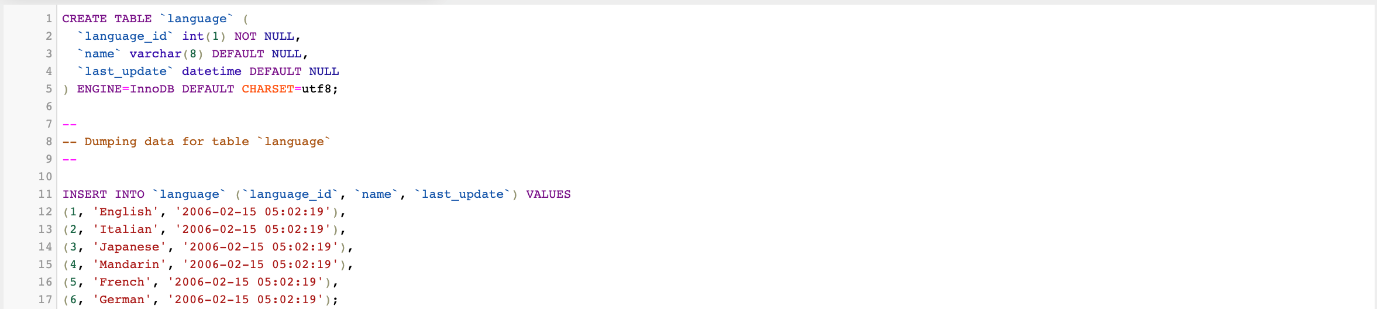 1 CREATE TABLE `language` (
2   `language_id` int(1) NOT NULL,
3   `name` varchar(8) DEFAULT NULL,
4   `last_update` datetime DEFAULT NULL
5 ) ENGINE=InnoDB DEFAULT CHARSET=utf8;
6
7 --
8 -- Dumping data for table `language`
9 --
10
11 INSERT INTO `language` (`language_id`, `name`, `last_update`) VALUES
12 (1, 'English', '2006-02-15 05:02:19'),
13 (2, 'Italian', '2006-02-15 05:02:19'),
14 (3, 'Japanese', '2006-02-15 05:02:19'),
15 (4, 'Mandarin', '2006-02-15 05:02:19'),
16 (5, 'French', '2006-02-15 05:02:19'),
17 (6, 'German', '2006-02-15 05:02:19');